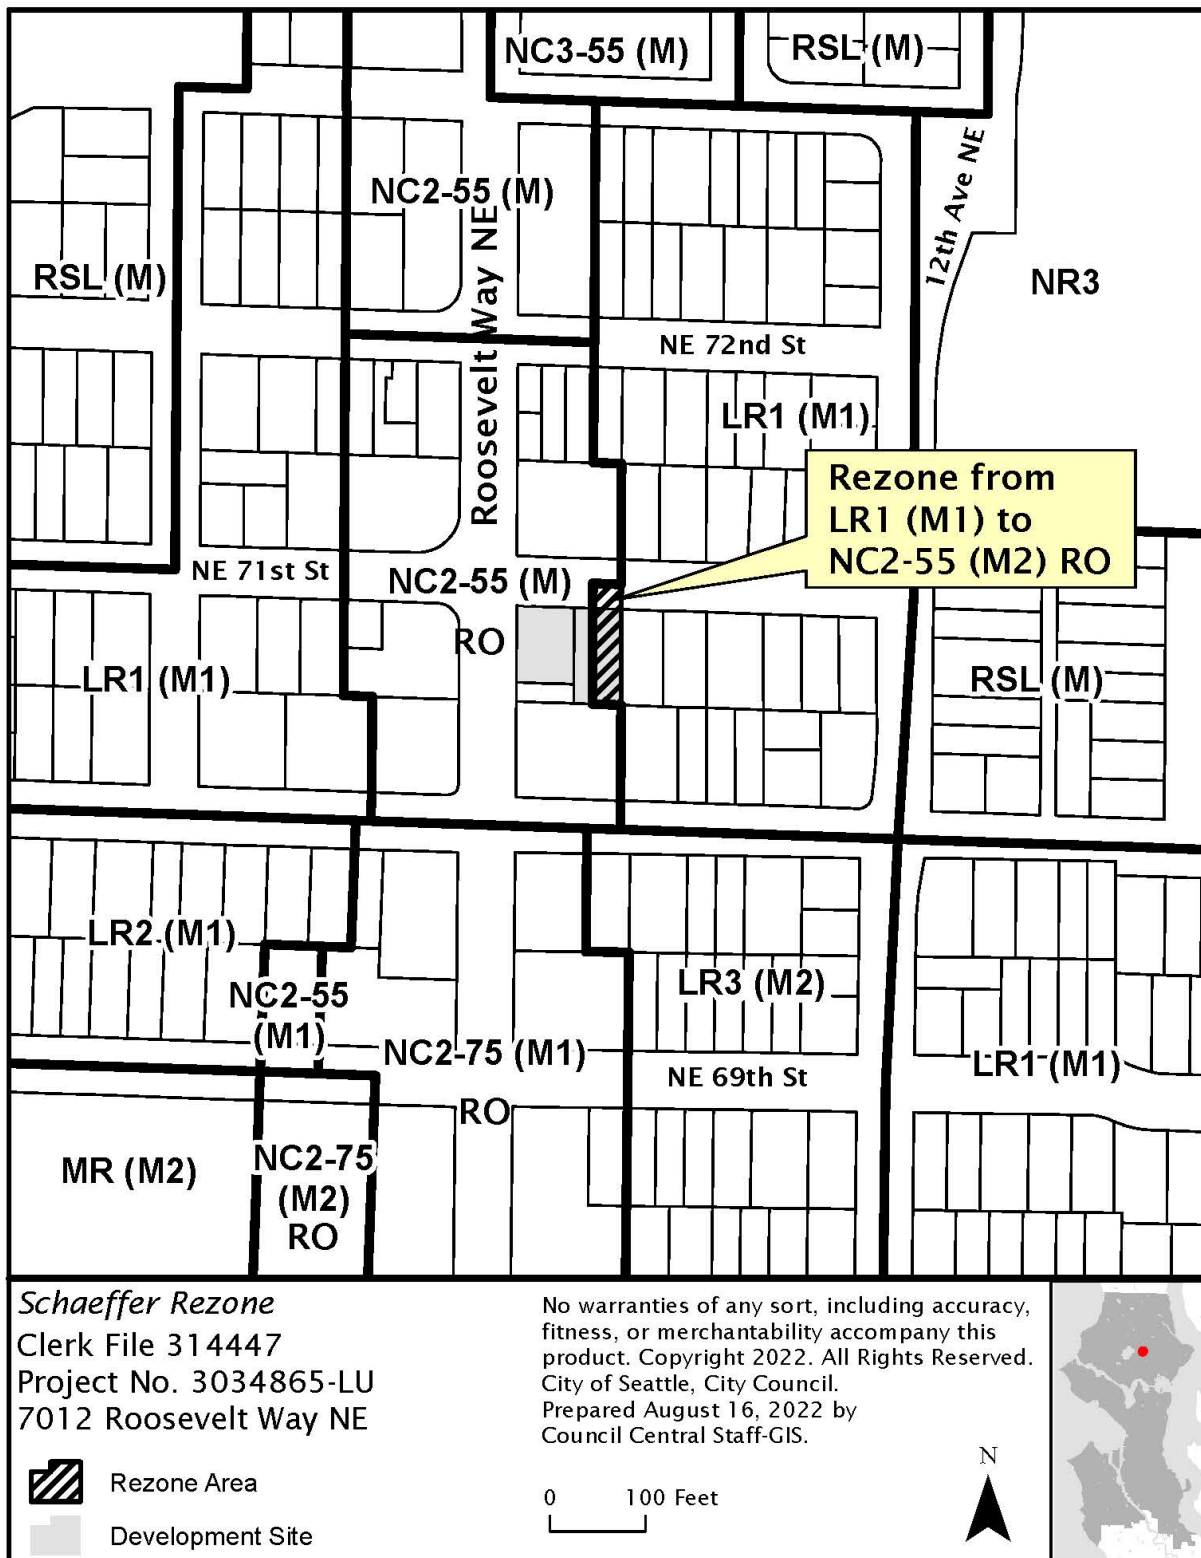 NC3-55 (M)
RSL (M)
12th Ave NE
NC2-55 (M)
RSL (M)
Roosevelt Way NE
NR3
NE 72nd St
LR1 (M1)
Rezone from
LR1 (M1) to
NC2-55 (M2) RO
NE 71st St
NC2-55 (M)
RO
LR1 (M1)
RSL (M)
LR2 (M1)
NC2-55
(M1)
LR3 (M2)
NC2-75 (M1)
RO
NE 69th St
LR1 (M1)
MR (M2)
NC2-75
(M2)
RO
Schaeffer Rezone
Clerk File 314447
Project No. 3034865-LU
7012 Roosevelt Way NE
Rezone Area
Development Site
No warranties of any sort, including accuracy,
fitness, or merchantability accompany this
product. Copyright 2022. All Rights Reserved.
City of Seattle, City Council.
Prepared August 16, 2022 by
Council Central Staff-GIS.
0 100 Feet
N